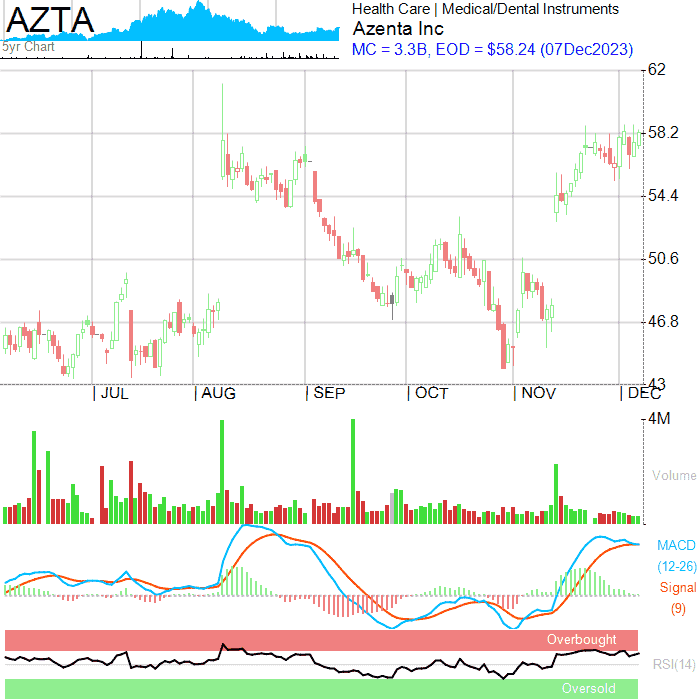 AZTA
5yr Chart
Health Care | Medical/Dental Instruments
Azenta Inc
MC = 3.3B, EOD = $58.24 (07Dec2023)
62
58.2
54.4
50.6
46.8
43
| JUL | AUG | SEP | OCT | NOV | DEC
4M
Volume
MACD
(12-26)
Signal
(9)
Overbought
RSI(14)
Oversold